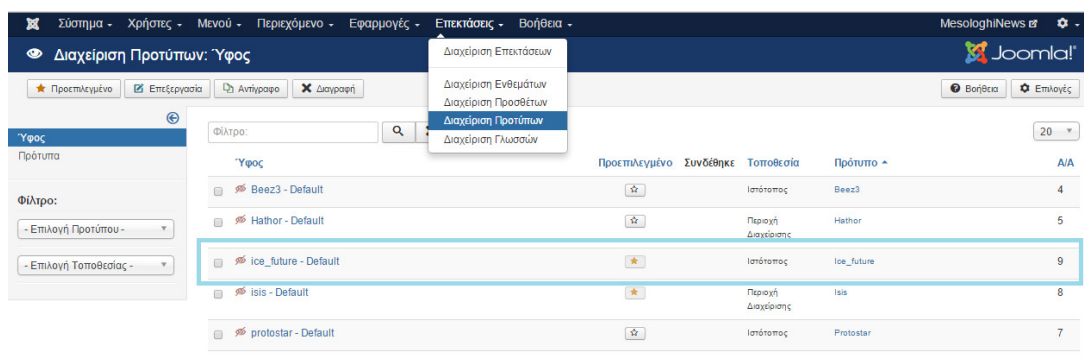 Σύστημα Χρήστες Μενού Περιεχόμενο Εφαρμογές Επεκτάσεις Βοήθεια MesologhiNews
Διαχείριση Προτύπων: Ύφος
Joomla!
Διαχείριση Επεκτάσεων
Διαχείριση Ενθεμάτων
Διαχείριση Προσθέτων
Διαχείριση Προτύπων
Διαχείριση Γλωσσών
Προεπιλεγμένο Επεξεργασία Αντίγραφο Διαγραφή Βοήθεια Επιλογές
Ύφος
Πρότυπα
Φίλτρο:
- Επιλογή Προτύπου -
- Επιλογή Τοποθεσίας -
Φίλτρο: 20
Ύφος Προεπιλεγμένο Συνδέθηκε Τοποθεσία Πρότυπο Α/Α
Beez3 - Default Ιστότοπος Beez3 4
Hathor - Default Περιοχή Διαχείρισης Hathor 5
ice_future - Default Ιστότοπος Ice_future 9
isis - Default Περιοχή Διαχείρισης Isis 8
protostar - Default Ιστότοπος Protostar 7